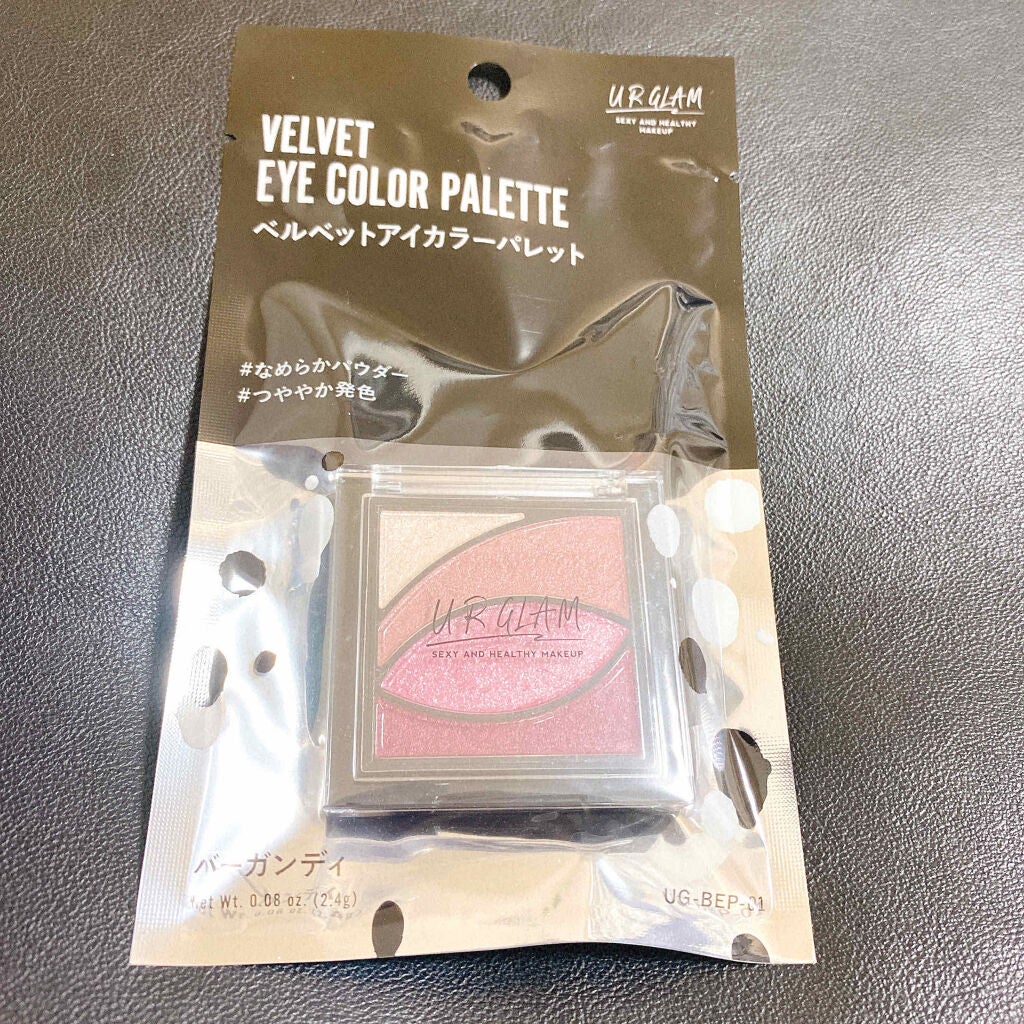 UR GLAM
SEXY AND HEALTHY
MAKEUP
VELVET
EYE COLOR PALETTE
ベルベットアイカラーパレット
#なめらかパウダー
#つややか発色
UR GLAM
SEXY AND HEALTHY MAKEUP
バーガンディ
Net Wt. 0.08 oz. (2.4g)
UG-BEP-01